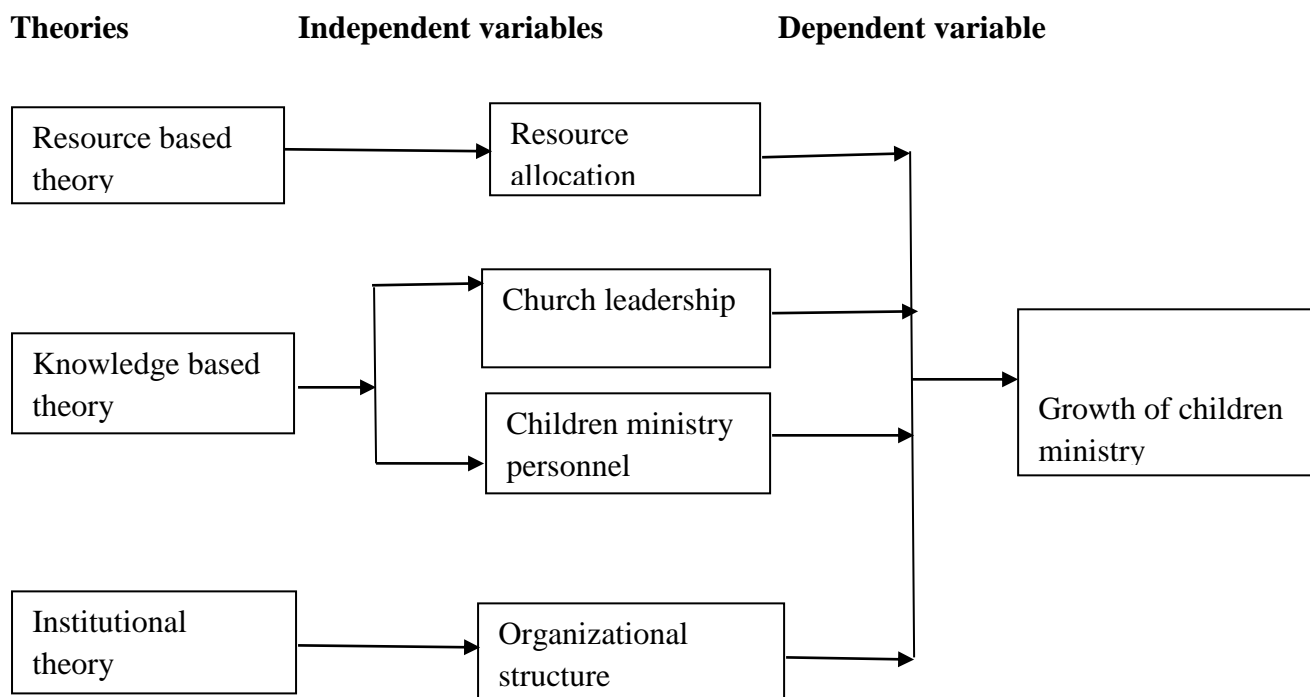 Theories Independent variables Dependent variable
Resource based
theory
Resource
allocation
Church leadership
Knowledge based
theory
Children ministry
personnel
Growth of children
ministry
Institutional
theory
Organizational
structure